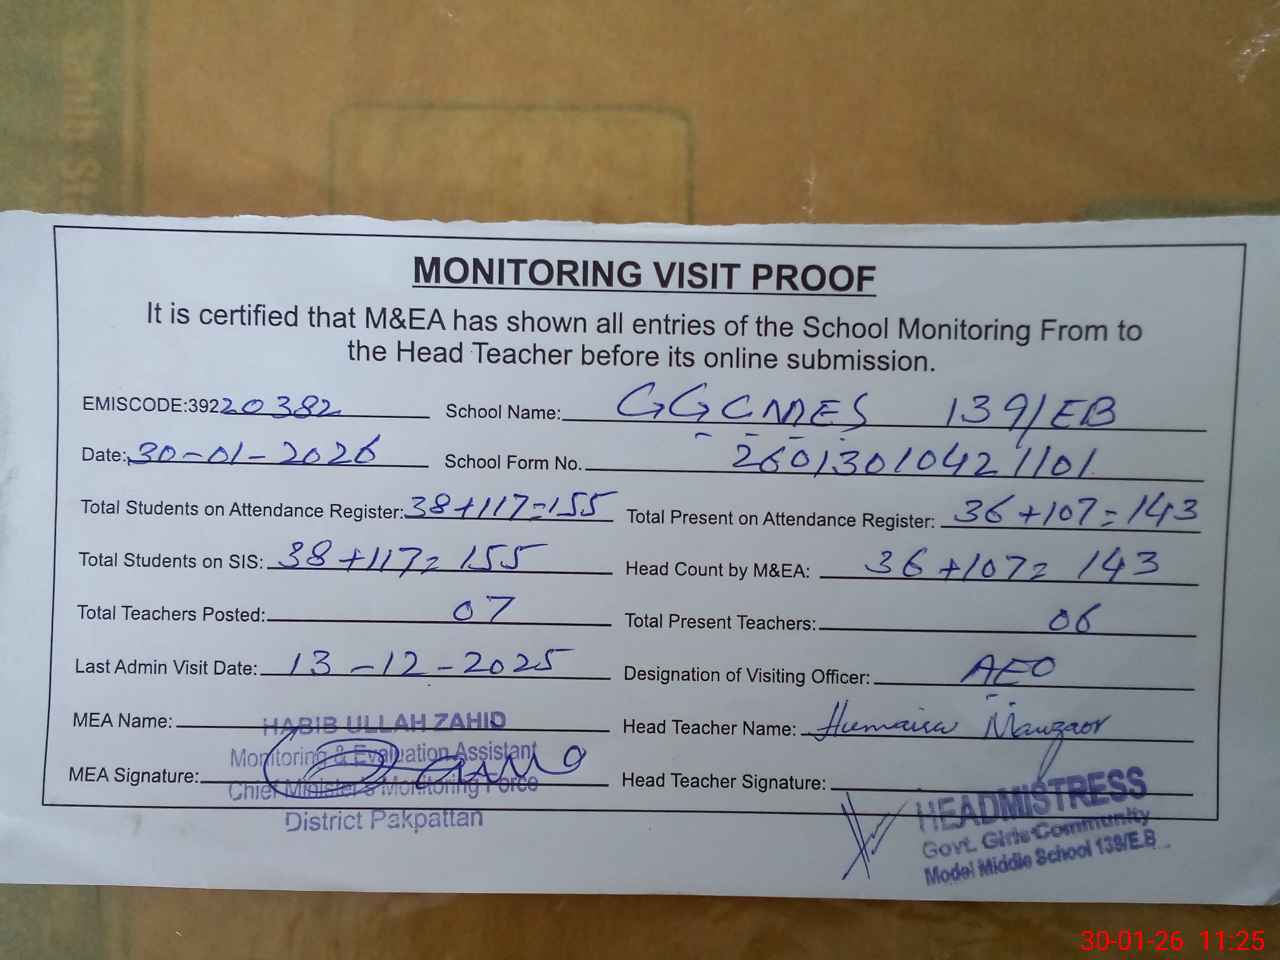 MONITORING VISIT PROOF
It is certified that M&EA has shown all entries of the School Monitoring From to
the Head Teacher before its online submission.
EMISCODE:39220382 School Name: GGCMES 139/EB
Date: 30-01-2026 School Form No. 26013010421101
Total Students on Attendance Register: 38+117=155 Total Present on Attendance Register: 36+107=143
Total Students on SIS: 38+117=155 Head Count by M&EA: 36+107=143
Total Teachers Posted: 07 Total Present Teachers: 06
Last Admin Visit Date: 13-12-2025 Designation of Visiting Officer: AEO
MEA Name: HABIB ULLAH ZAHID Head Teacher Name: Humaira Manzoor
Monitoring & Evaluation Assistant
MEA Signature: Head Teacher Signature:
Chief Minister's Monitoring Force
District Pakpattan
HEADMISTRESS
Govt. Girls Community
Model Middle School 139/E.B
30-01-26 11:25